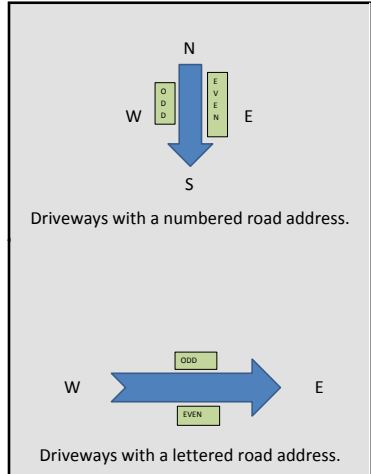 N
W ODD EVEN E
S
Driveways with a numbered road address.
ODD
W E
EVEN
Driveways with a lettered road address.